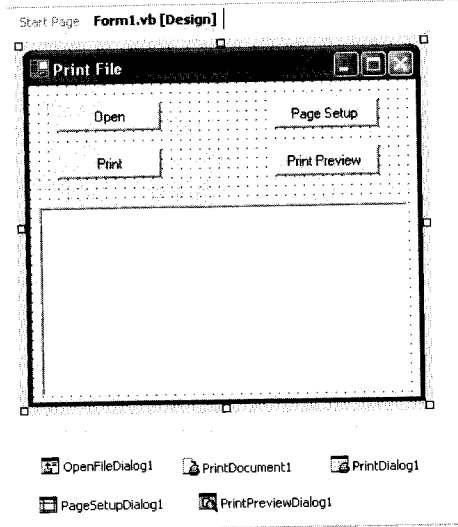 Start Page Form1.vb [Design]
Print File
Open Page Setup
Print Print Preview
OpenFileDialog1 PrintDocument1 PrintDialog1
PageSetupDialog1 PrintPreviewDialog1